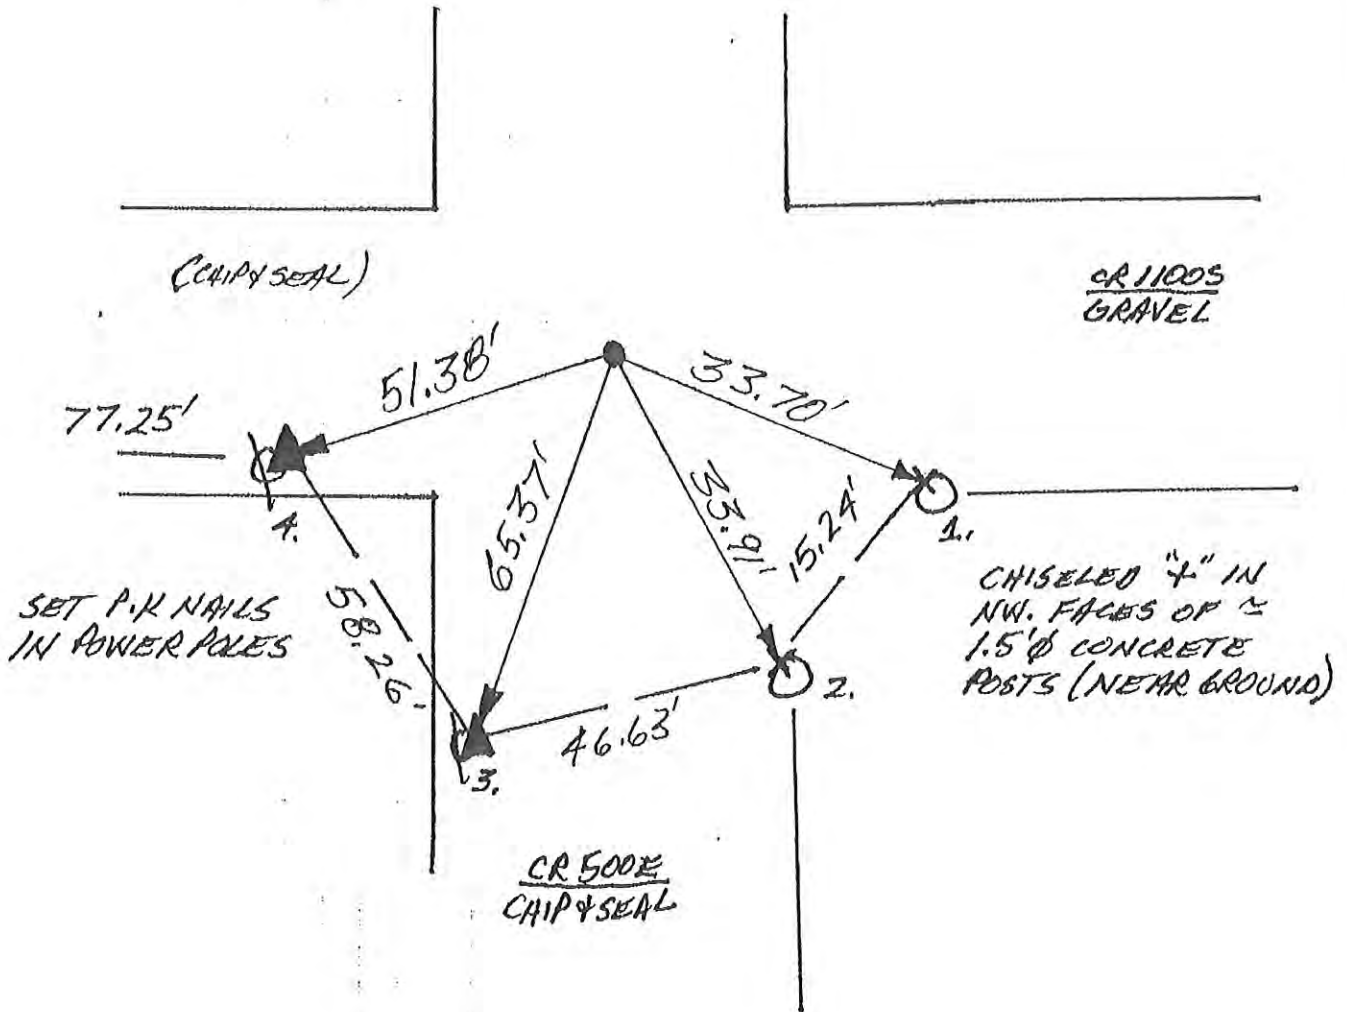 (CHIP & SEAL)
CR 1100S
GRAVEL
51.38'
33.70'
77.25'
65.37'
33.91'
15.24'
4.
1.
CHISELED "+" IN
NW. FACES OF ≈
1.5'Ø CONCRETE
POSTS (NEAR GROUND)
SET P.K NAILS
IN POWER POLES
58.26'
2.
46.63'
3.
CR 500E
CHIP & SEAL